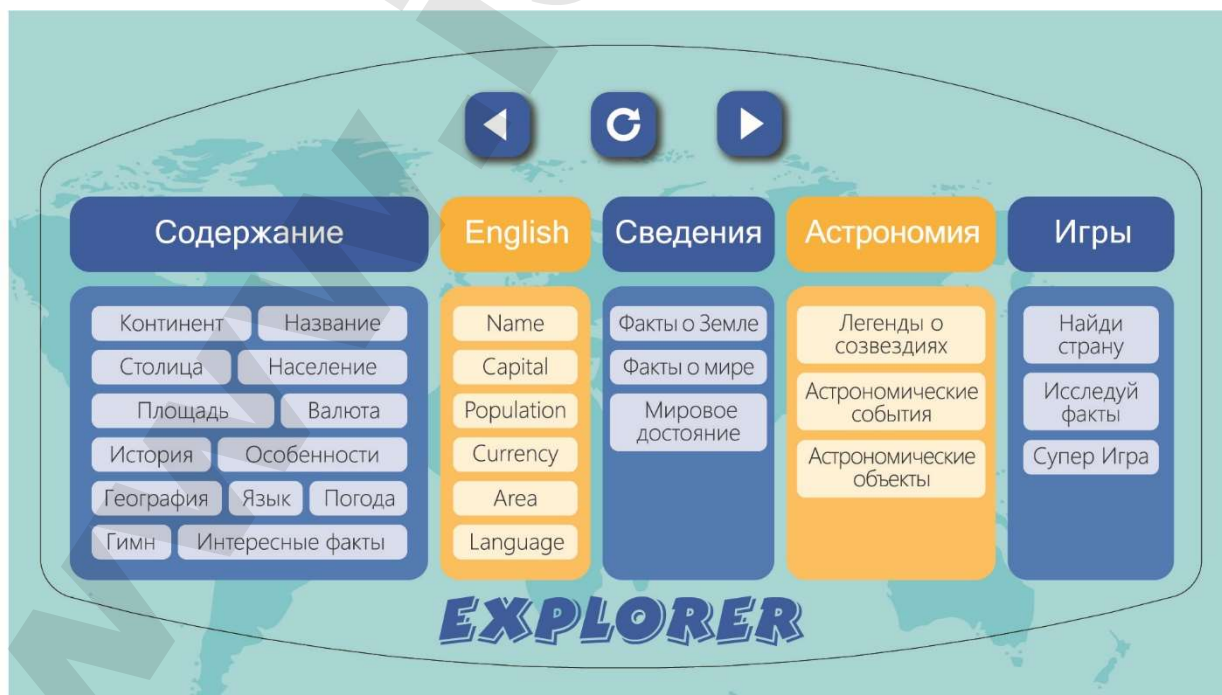 Содержание
Континент Название
Столица Население
Площадь Валюта
История Особенности
География Язык Погода
Гимн Интересные факты
English
Name
Capital
Population
Currency
Area
Language
Сведения
Факты о Земле
Факты о мире
Мировое
достояние
Астрономия
Легенды о
созвездиях
Астрономические
события
Астрономические
объекты
Игры
Найди
страну
Исследуй
факты
Супер Игра
EXPLORER